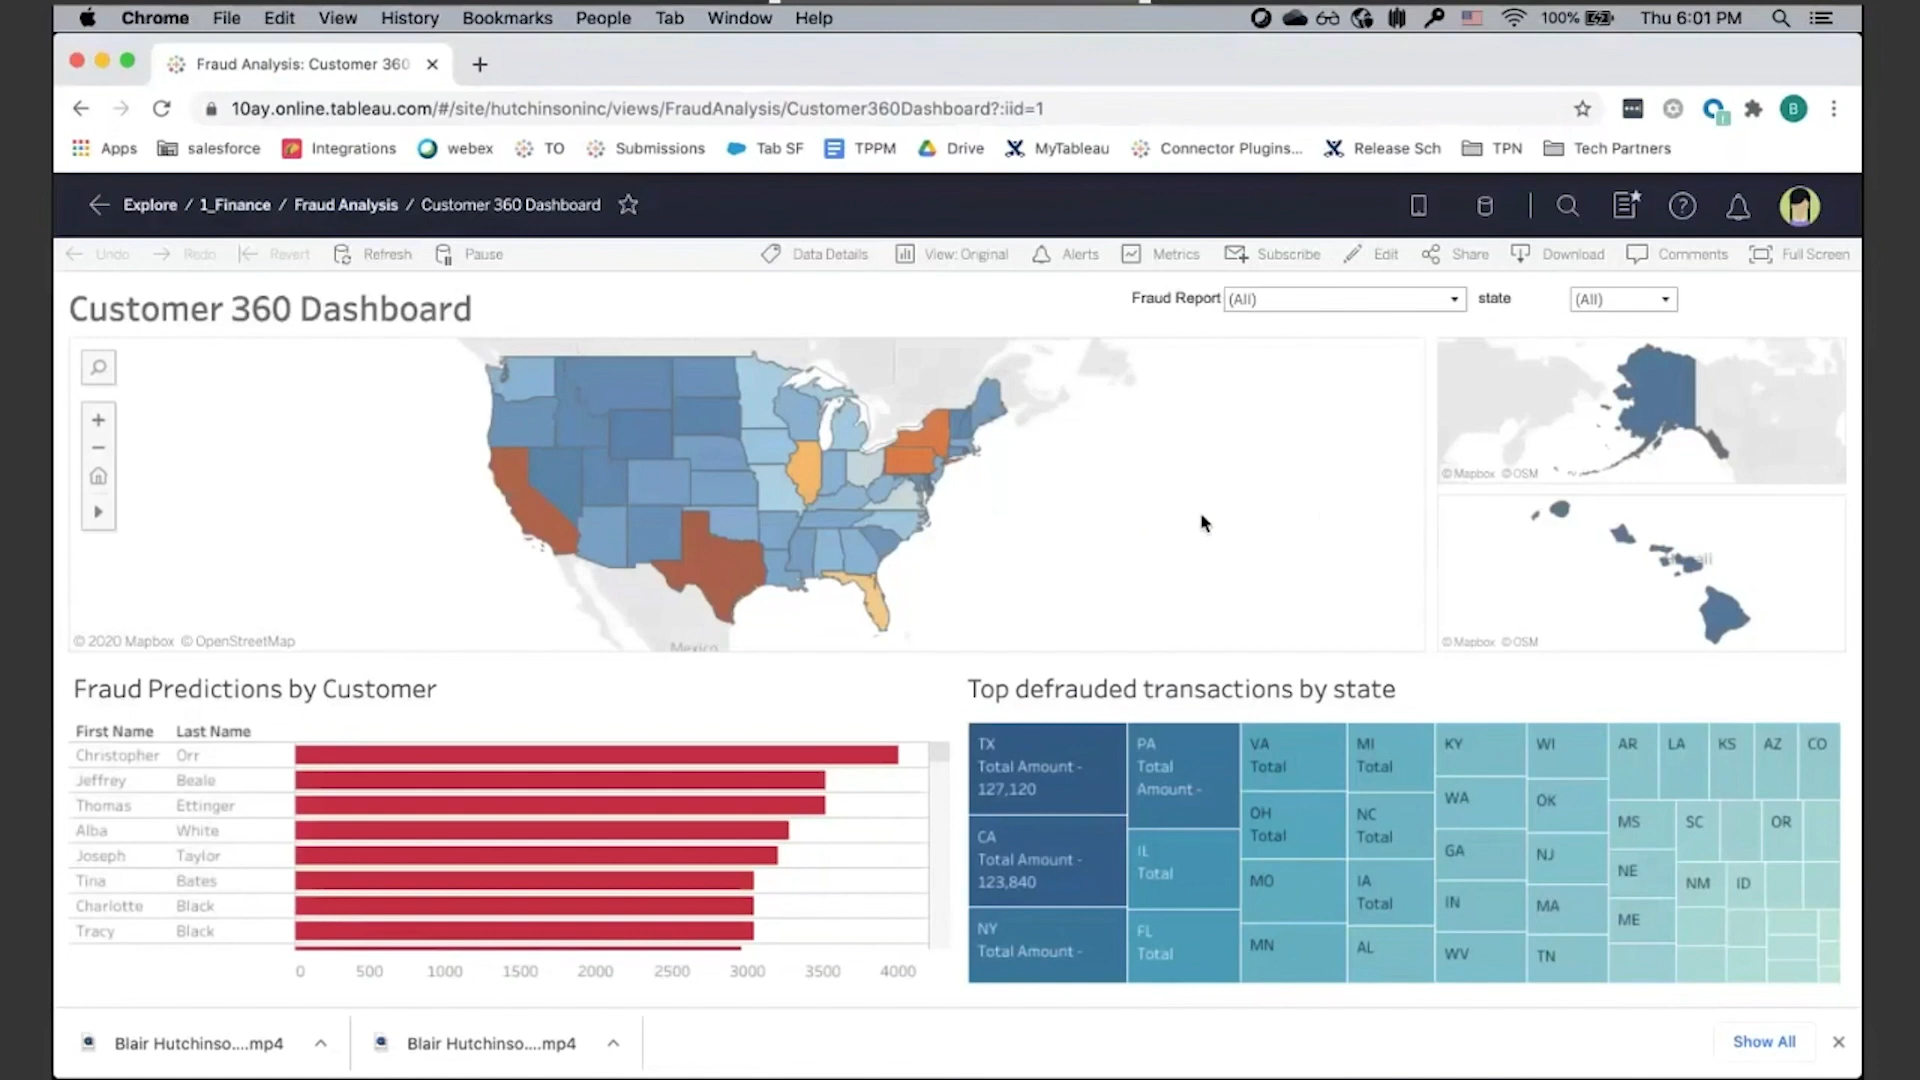 Chrome File Edit View History Bookmarks People Tab Window Help 100% Thu 6:01 PM
Fraud Analysis: Customer 360
10ay.online.tableau.com/#/site/hutchinsoninc/views/FraudAnalysis/Customer360Dashboard?:iid=1
B
Apps salesforce Integrations webex TO Submissions Tab SF TPPM Drive MyTableau Connector Plugins... Release Sch TPN Tech Partners
Explore / 1_Finance / Fraud Analysis / Customer 360 Dashboard
Undo Redo Revert Refresh Pause Data Details View: Original Alerts Metrics Subscribe Edit Share Download Comments Full Screen
Customer 360 Dashboard
Fraud Report (All) state (All)
© Mapbox © OSM
© 2020 Mapbox © OpenStreetMap
Mexico
© Mapbox © OSM
Fraud Predictions by Customer
First Name Last Name
Christopher Orr
Jeffrey Beale
Thomas Ettinger
Alba White
Joseph Taylor
Tina Bates
Charlotte Black
Tracy Black
0 500 1000 1500 2000 2500 3000 3500 4000
Top defrauded transactions by state
TX
Total Amount -
127,120
CA
Total Amount -
123,840
NY
Total Amount -
PA
Total
Amount -
IL
Total
FL
Total
VA
Total
OH
Total
MO
MN
MI
Total
NC
Total
IA
Total
AL
KY
WA
GA
IN
WV
WI
OK
NJ
MA
TN
AR LA KS AZ CO
MS SC OR
NE NM ID
ME
Blair Hutchinso....mp4 Blair Hutchinso....mp4 Show All